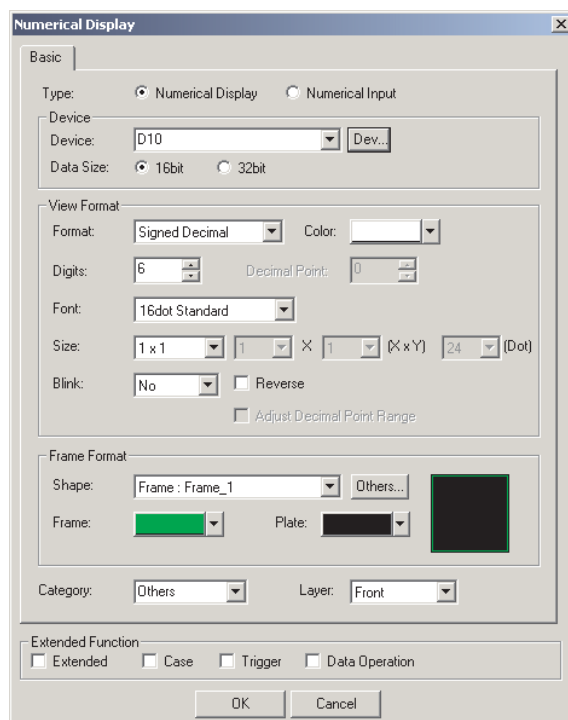 Numerical Display
Basic
Type: Numerical Display Numerical Input
Device
Device: D10 Dev...
Data Size: 16bit 32bit
View Format
Format: Signed Decimal Color:
Digits: 6 Decimal Point: 0
Font: 16dot Standard
Size: 1 x 1 1 X 1 (X x Y) 24 (Dot)
Blink: No Reverse
Adjust Decimal Point Range
Frame Format
Shape: Frame : Frame_1 Others...
Frame: Plate:
Category: Others Layer: Front
Extended Function
Extended Case Trigger Data Operation
OK Cancel